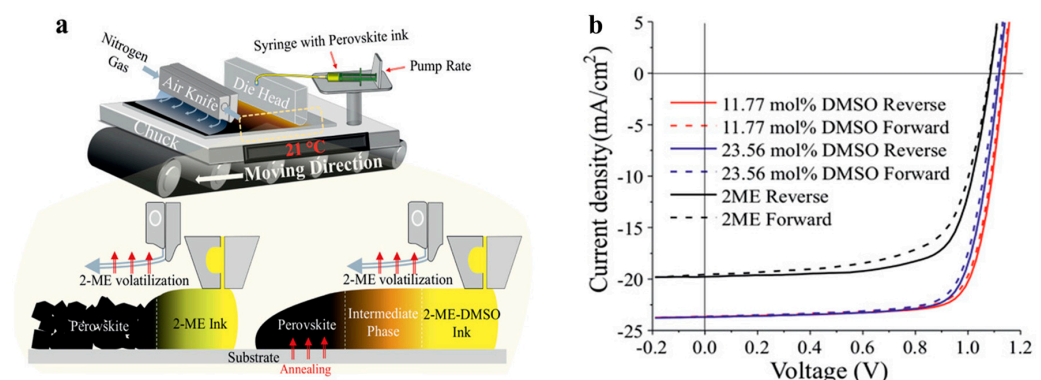 a
Nitrogen
Gas
Air Knife
Die Head
Syringe with Perovskite ink
Pump Rate
Chuck
21 °C
Moving Direction
2-ME volatilization
2-ME volatilization
Perovskite
2-ME Ink
Perovskite
Intermediate
Phase
2-ME-DMSO
Ink
Substrate
Annealing
b
Current density(mA/cm²)
5
0
-5
-10
-15
-20
-25
11.77 mol% DMSO Reverse
11.77 mol% DMSO Forward
23.56 mol% DMSO Reverse
23.56 mol% DMSO Forward
2ME Reverse
2ME Forward
-0.2 0.0 0.2 0.4 0.6 0.8 1.0 1.2
Voltage (V)